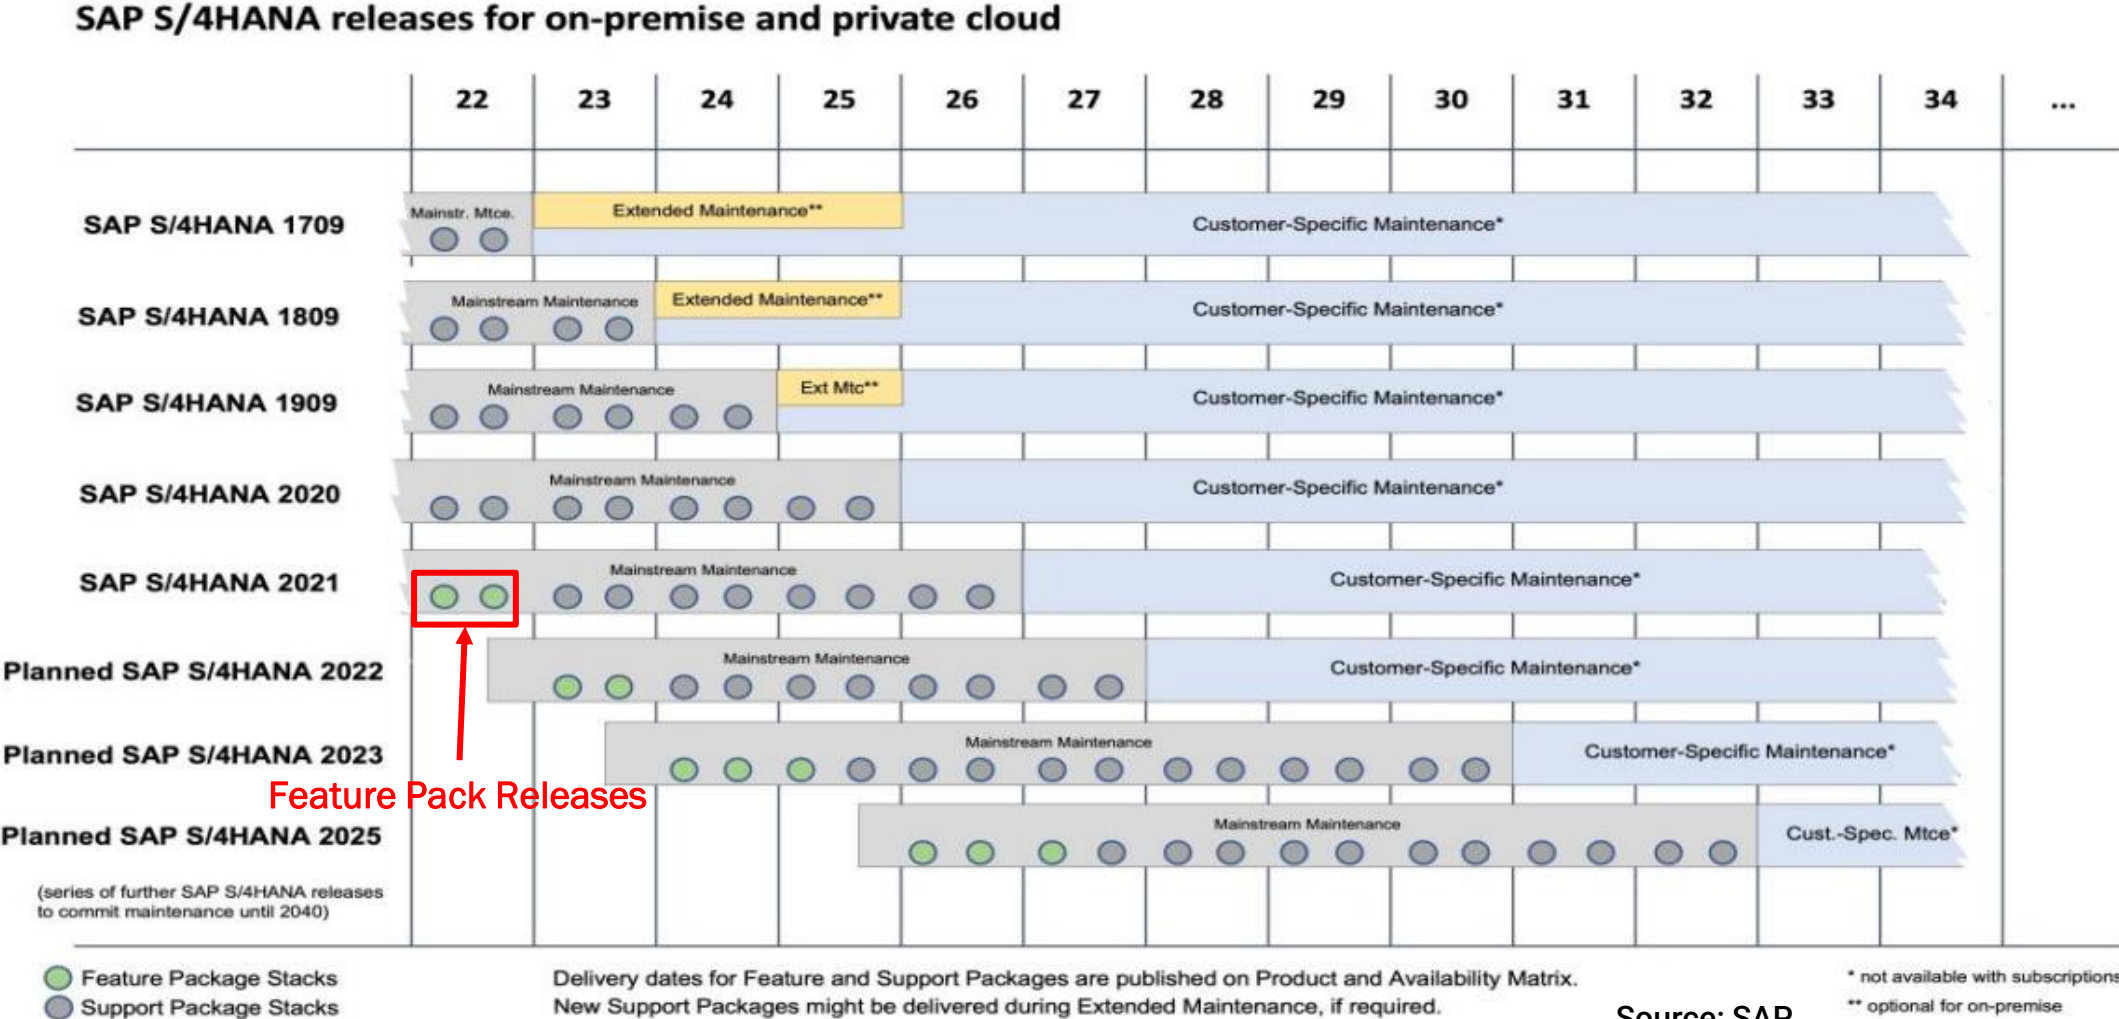 SAP S/4HANA releases for on-premise and private cloud
22 23 24 25 26 27 28 29 30 31 32 33 34 ...
SAP S/4HANA 1709
Mainstr. Mtce.
Extended Maintenance**
Customer-Specific Maintenance*
SAP S/4HANA 1809
Mainstream Maintenance
Extended Maintenance**
Customer-Specific Maintenance*
SAP S/4HANA 1909
Mainstream Maintenance
Ext Mtc**
Customer-Specific Maintenance*
SAP S/4HANA 2020
Mainstream Maintenance
Customer-Specific Maintenance*
SAP S/4HANA 2021
Mainstream Maintenance
Customer-Specific Maintenance*
Planned SAP S/4HANA 2022
Mainstream Maintenance
Customer-Specific Maintenance*
Planned SAP S/4HANA 2023
Mainstream Maintenance
Customer-Specific Maintenance*
Feature Pack Releases
Planned SAP S/4HANA 2025
Mainstream Maintenance
Cust.-Spec. Mtce*
(series of further SAP S/4HANA releases
to commit maintenance until 2040)
Feature Package Stacks
Support Package Stacks
Delivery dates for Feature and Support Packages are published on Product and Availability Matrix.
New Support Packages might be delivered during Extended Maintenance, if required.
Source: SAP
* not available with subscriptions
** optional for on-premise